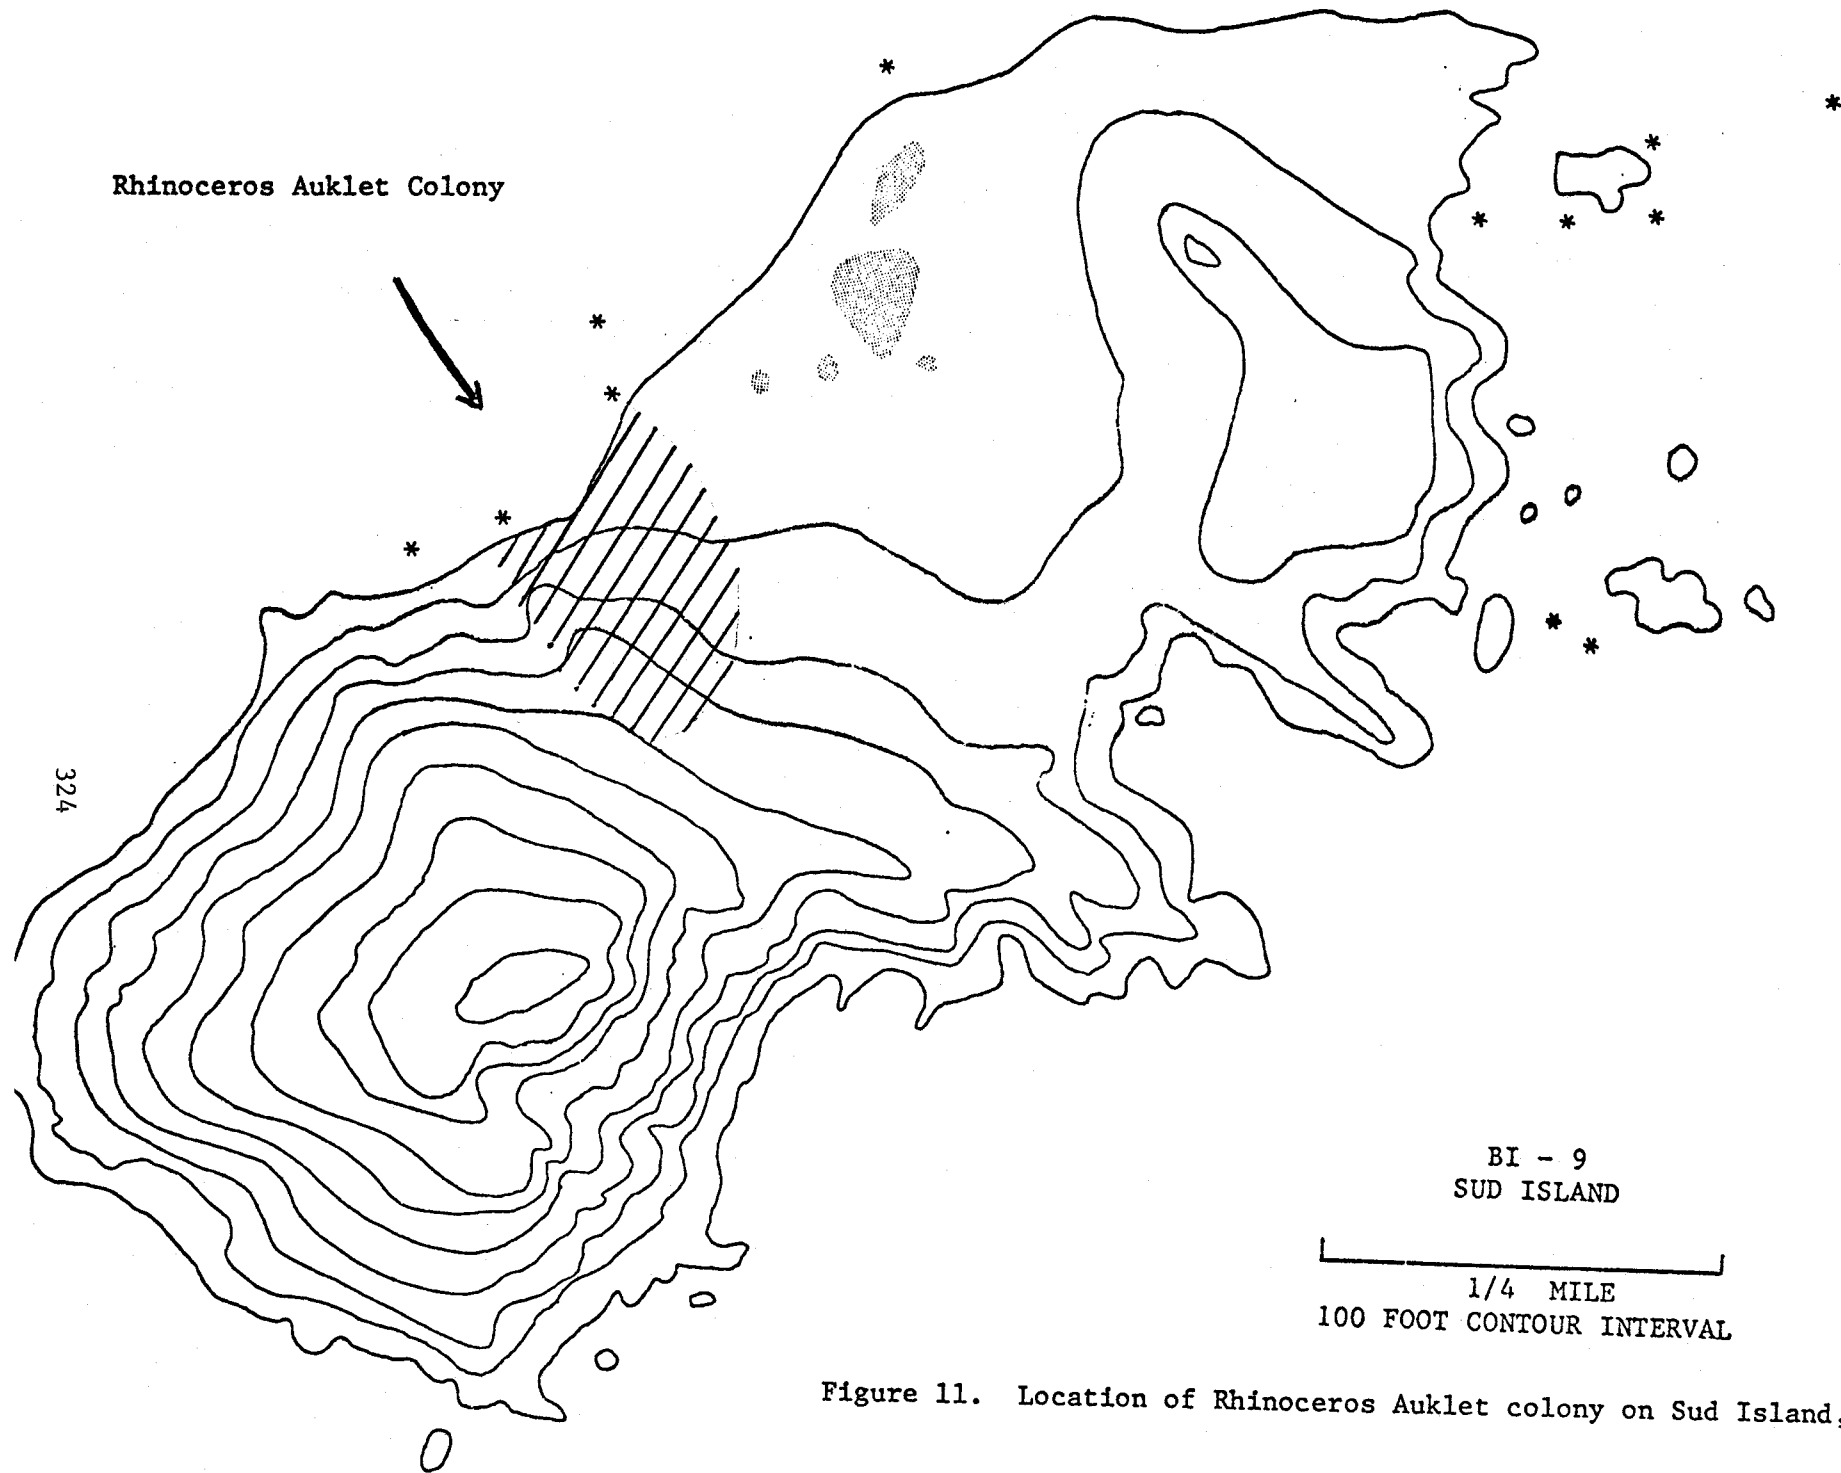 Rhinoceros Auklet Colony
324
BI - 9
SUD ISLAND
1/4 MILE
100 FOOT CONTOUR INTERVAL
Figure 11. Location of Rhinoceros Auklet colony on Sud Island,